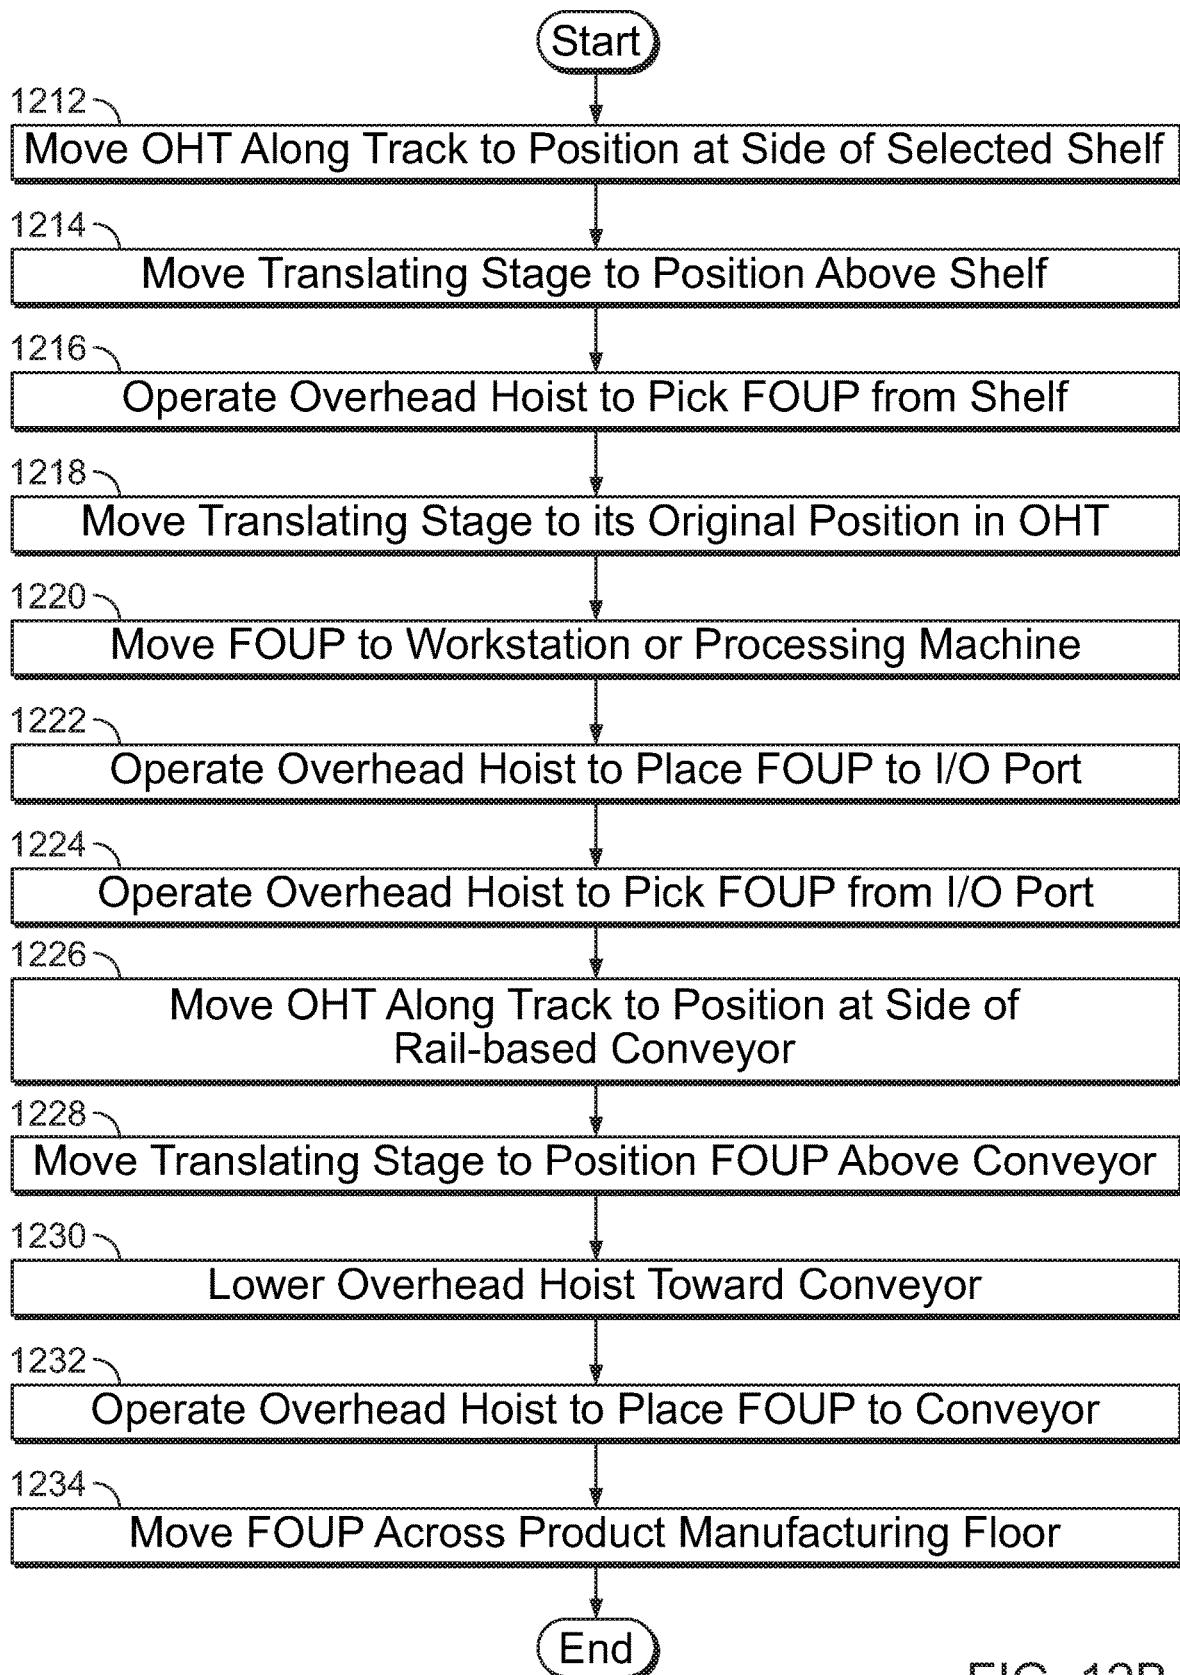 Start
1212
Move OHT Along Track to Position at Side of Selected Shelf
1214
Move Translating Stage to Position Above Shelf
1216
Operate Overhead Hoist to Pick FOUP from Shelf
1218
Move Translating Stage to its Original Position in OHT
1220
Move FOUP to Workstation or Processing Machine
1222
Operate Overhead Hoist to Place FOUP to I/O Port
1224
Operate Overhead Hoist to Pick FOUP from I/O Port
1226
Move OHT Along Track to Position at Side of
Rail-based Conveyor
1228
Move Translating Stage to Position FOUP Above Conveyor
1230
Lower Overhead Hoist Toward Conveyor
1232
Operate Overhead Hoist to Place FOUP to Conveyor
1234
Move FOUP Across Product Manufacturing Floor
End
FIG. 12B